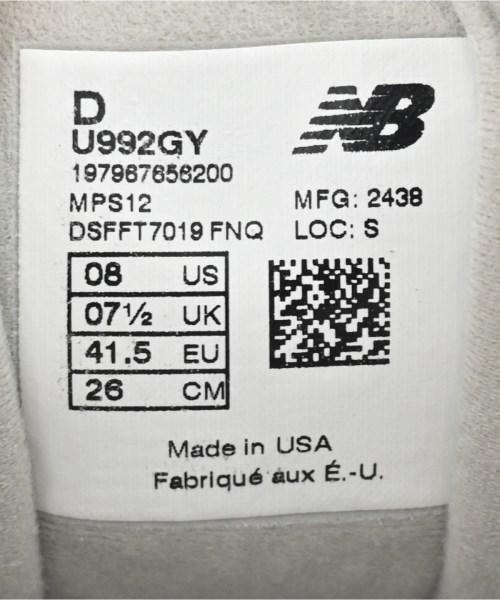 D
NB
U992GY
197967656200
MPS12 MFG: 2438
DSFFT7019 FNQ LOC: S
08 US
07½ UK
41.5 EU
26 CM
Made in USA
Fabriqué aux É.-U.